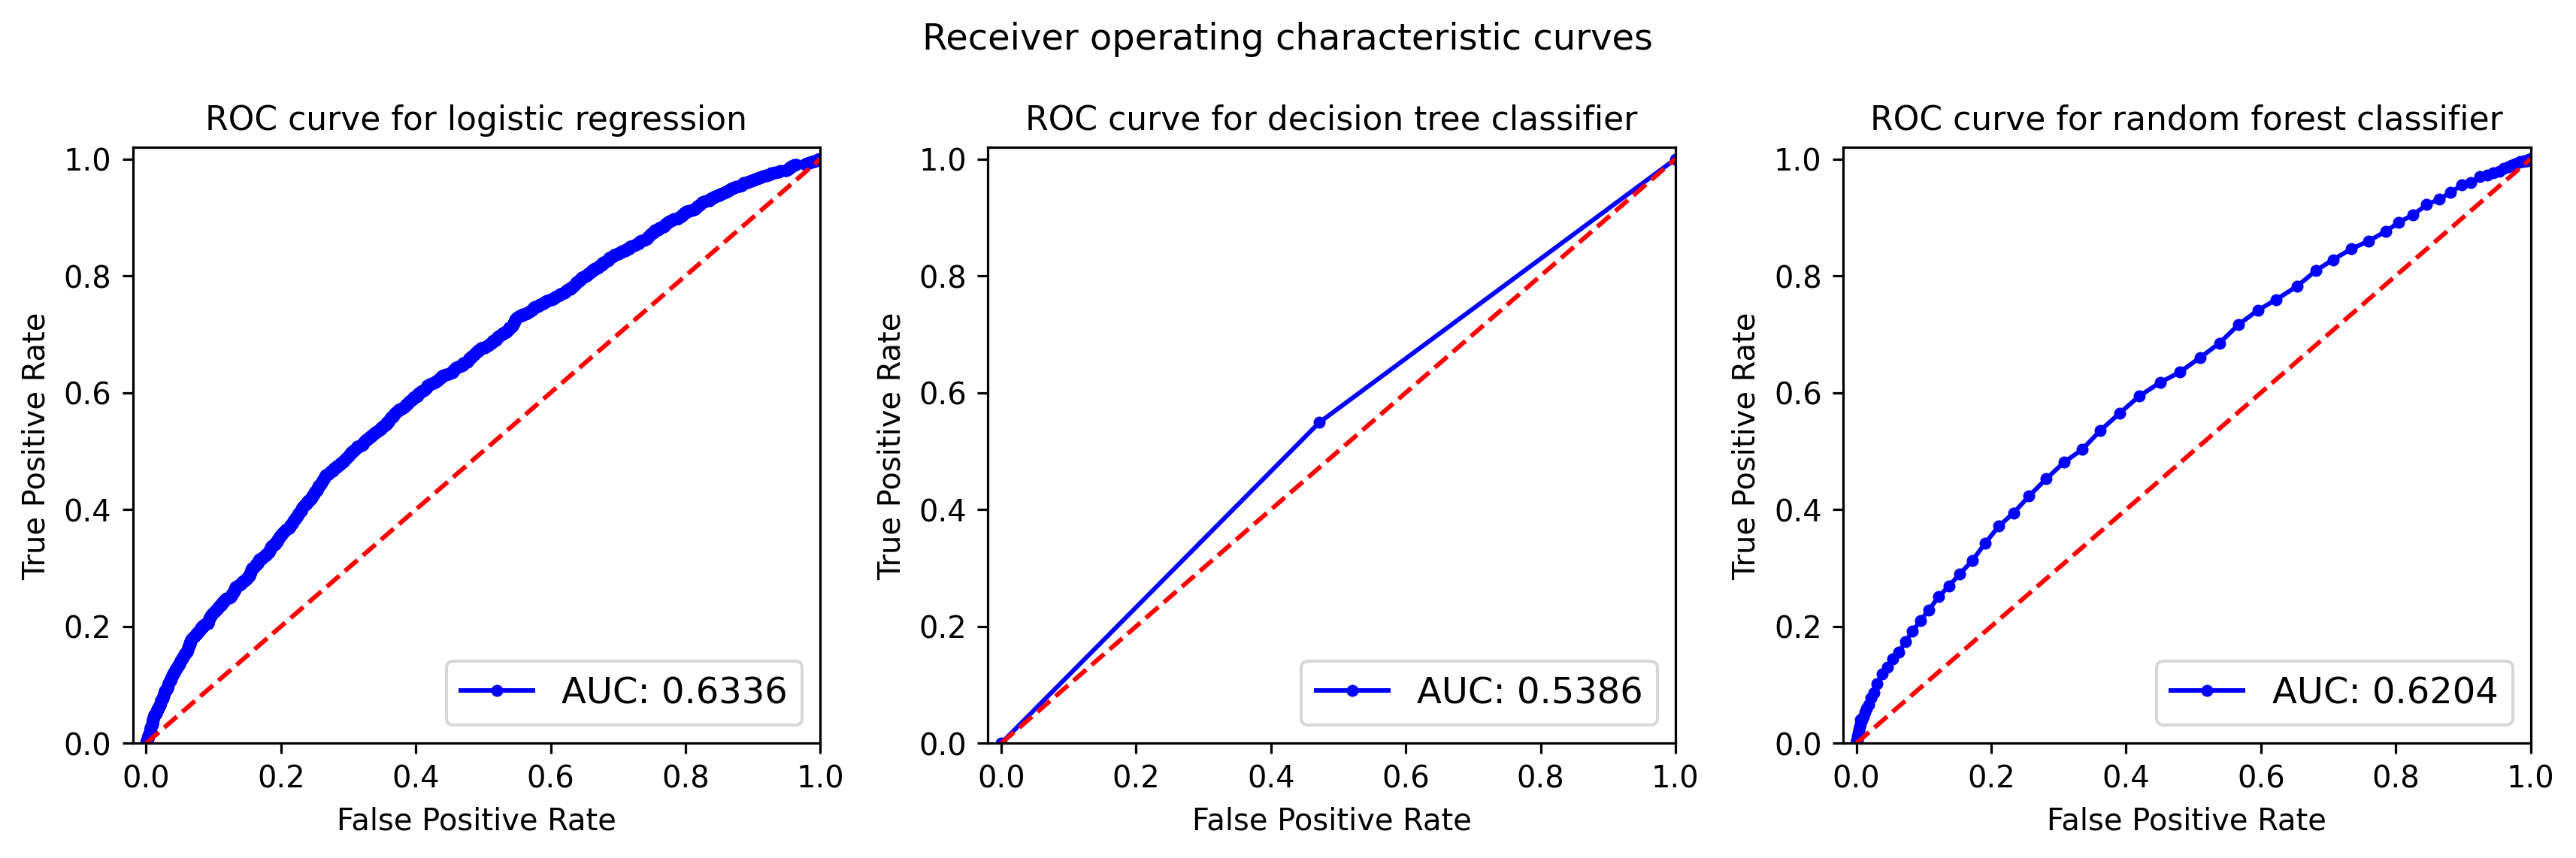 Receiver operating characteristic curves
ROC curve for logistic regression
1.0
0.8
0.6
0.4
0.2
0.0
True Positive Rate
0.0 0.2 0.4 0.6 0.8 1.0
False Positive Rate
AUC: 0.6336
ROC curve for decision tree classifier
1.0
0.8
0.6
0.4
0.2
0.0
True Positive Rate
0.0 0.2 0.4 0.6 0.8 1.0
False Positive Rate
AUC: 0.5386
ROC curve for random forest classifier
1.0
0.8
0.6
0.4
0.2
0.0
True Positive Rate
0.0 0.2 0.4 0.6 0.8 1.0
False Positive Rate
AUC: 0.6204